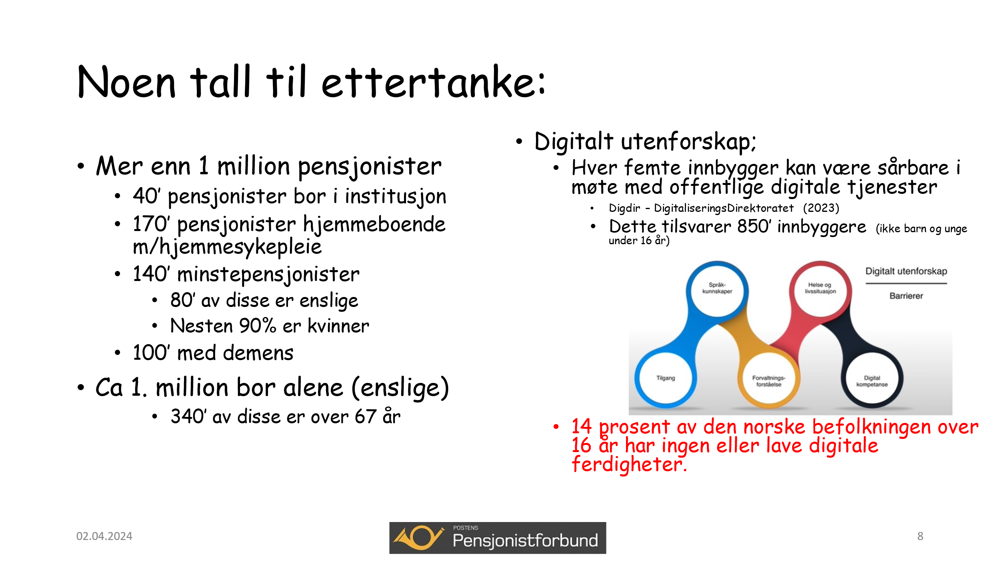 Noen tall til ettertanke:
• Mer enn 1 million pensjonister
• 40’ pensjonister bor i institusjon
• 170’ pensjonister hjemmeboende
m/hjemmesykepleie
• 140’ minstepensjonister
• 80’ av disse er enslige
• Nesten 90% er kvinner
• 100’ med demens
• Ca 1. million bor alene (enslige)
• 340’ av disse er over 67 år
• Digitalt utenforskap;
• Hver femte innbygger kan være sårbare i
møte med offentlige digitale tjenester
• Digdir – DigitaliseringsDirektoratet (2023)
• Dette tilsvarer 850’ innbyggere (ikke barn og unge
under 16 år)
Digitalt utenforskap
Barrierer
Språk-
kunnskaper
Helse og
livssituasjon
Tilgang
Forvaltnings-
forståelse
Digital
kompetanse
• 14 prosent av den norske befolkningen over
16 år har ingen eller lave digitale
ferdigheter.
02.04.2024
POSTENS
Pensjonistforbund
8